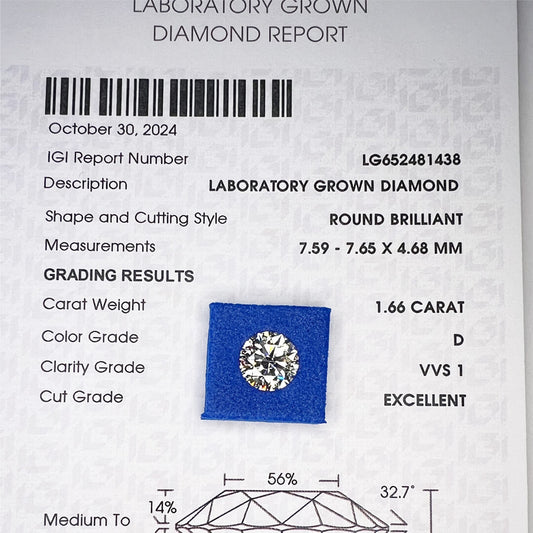 LABORATORY GROWN
DIAMOND REPORT
October 30, 2024
IGI Report Number LG652481438
Description LABORATORY GROWN DIAMOND
Shape and Cutting Style ROUND BRILLIANT
Measurements 7.59 - 7.65 X 4.68 MM
GRADING RESULTS
Carat Weight 1.66 CARAT
Color Grade D
Clarity Grade VVS 1
Cut Grade EXCELLENT
56%
32.7°
14%
Medium To